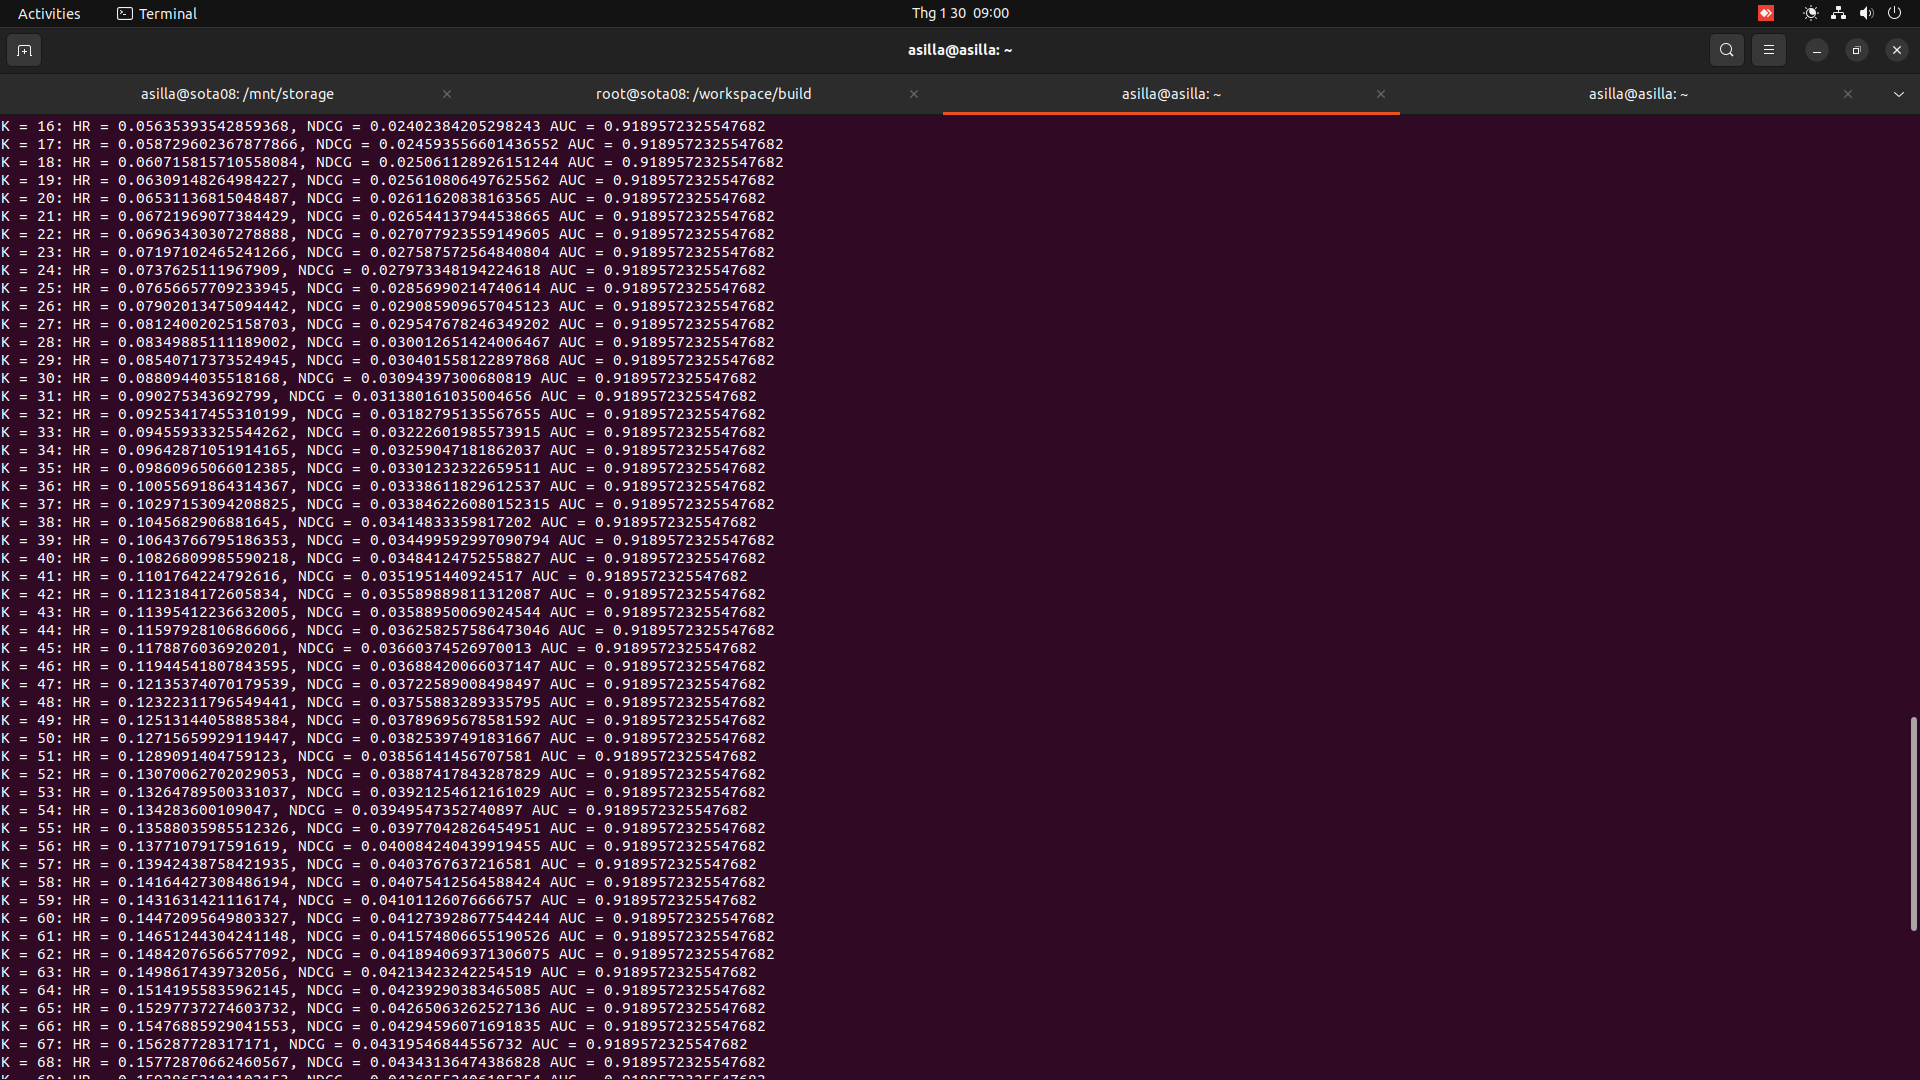 Activities
Terminal
Thg 1 30 09:00
asilla@asilla: ~
asilla@sota08: /mnt/storage
root@sota08: /workspace/build
asilla@asilla: ~
asilla@asilla: ~
K = 16: HR = 0.05635393542859368, NDCG = 0.02402384205298243 AUC = 0.9189572325547682
K = 17: HR = 0.058729602367877866, NDCG = 0.024593556601436552 AUC = 0.9189572325547682
K = 18: HR = 0.060715815710558084, NDCG = 0.025061128926151244 AUC = 0.9189572325547682
K = 19: HR = 0.06309148264984227, NDCG = 0.025610806497625562 AUC = 0.9189572325547682
K = 20: HR = 0.06531136815048487, NDCG = 0.02611620838163565 AUC = 0.9189572325547682
K = 21: HR = 0.06721969077384429, NDCG = 0.026544137944538665 AUC = 0.9189572325547682
K = 22: HR = 0.06963430307278888, NDCG = 0.027077923559149605 AUC = 0.9189572325547682
K = 23: HR = 0.07197102465241266, NDCG = 0.027587572564840804 AUC = 0.9189572325547682
K = 24: HR = 0.0737625111967909, NDCG = 0.027973348194224618 AUC = 0.9189572325547682
K = 25: HR = 0.07656657709233945, NDCG = 0.02856990214740614 AUC = 0.9189572325547682
K = 26: HR = 0.07902013475094442, NDCG = 0.029085909657045123 AUC = 0.9189572325547682
K = 27: HR = 0.08124002025158703, NDCG = 0.029547678246349202 AUC = 0.9189572325547682
K = 28: HR = 0.08349885111189002, NDCG = 0.030012651424006467 AUC = 0.9189572325547682
K = 29: HR = 0.08540717373524945, NDCG = 0.030401558122897868 AUC = 0.9189572325547682
K = 30: HR = 0.0880944035518168, NDCG = 0.03094397300680819 AUC = 0.9189572325547682
K = 31: HR = 0.090275343692799, NDCG = 0.031380161035004656 AUC = 0.9189572325547682
K = 32: HR = 0.09253417455310199, NDCG = 0.03182795135567655 AUC = 0.9189572325547682
K = 33: HR = 0.09455933325544262, NDCG = 0.03222601985573915 AUC = 0.9189572325547682
K = 34: HR = 0.09642871051914165, NDCG = 0.03259047181862037 AUC = 0.9189572325547682
K = 35: HR = 0.09860965066012385, NDCG = 0.03301232322659511 AUC = 0.9189572325547682
K = 36: HR = 0.10055691864314367, NDCG = 0.03338611829612537 AUC = 0.9189572325547682
K = 37: HR = 0.10297153094208825, NDCG = 0.033846226080152315 AUC = 0.9189572325547682
K = 38: HR = 0.1045682906881645, NDCG = 0.03414833359817202 AUC = 0.9189572325547682
K = 39: HR = 0.10643766795186353, NDCG = 0.034499592997090794 AUC = 0.9189572325547682
K = 40: HR = 0.10826809985590218, NDCG = 0.03484124752558827 AUC = 0.9189572325547682
K = 41: HR = 0.1101764224792616, NDCG = 0.0351951440924517 AUC = 0.9189572325547682
K = 42: HR = 0.1123184172605834, NDCG = 0.035589889811312087 AUC = 0.9189572325547682
K = 43: HR = 0.11395412236632005, NDCG = 0.03588950069024544 AUC = 0.9189572325547682
K = 44: HR = 0.11597928106866066, NDCG = 0.036258257586473046 AUC = 0.9189572325547682
K = 45: HR = 0.1178876036920201, NDCG = 0.03660374526970013 AUC = 0.9189572325547682
K = 46: HR = 0.11944541807843595, NDCG = 0.03688420066037147 AUC = 0.9189572325547682
K = 47: HR = 0.12135374070179539, NDCG = 0.03722589008498497 AUC = 0.9189572325547682
K = 48: HR = 0.12322311796549441, NDCG = 0.03755883289335795 AUC = 0.9189572325547682
K = 49: HR = 0.12513144058885384, NDCG = 0.03789695678581592 AUC = 0.9189572325547682
K = 50: HR = 0.12715659929119447, NDCG = 0.03825397491831667 AUC = 0.9189572325547682
K = 51: HR = 0.1289091404759123, NDCG = 0.03856141456707581 AUC = 0.9189572325547682
K = 52: HR = 0.13070062702029053, NDCG = 0.03887417843287829 AUC = 0.9189572325547682
K = 53: HR = 0.13264789500331037, NDCG = 0.03921254612161029 AUC = 0.9189572325547682
K = 54: HR = 0.134283600109047, NDCG = 0.03949547352740897 AUC = 0.9189572325547682
K = 55: HR = 0.13588035985512326, NDCG = 0.03977042826454951 AUC = 0.9189572325547682
K = 56: HR = 0.1377107917591619, NDCG = 0.040084240439919455 AUC = 0.9189572325547682
K = 57: HR = 0.13942438758421935, NDCG = 0.0403767637216581 AUC = 0.9189572325547682
K = 58: HR = 0.14164427308486194, NDCG = 0.04075412564588424 AUC = 0.9189572325547682
K = 59: HR = 0.1431631421116174, NDCG = 0.04101126076666757 AUC = 0.9189572325547682
K = 60: HR = 0.14472095649803327, NDCG = 0.041273928677544244 AUC = 0.9189572325547682
K = 61: HR = 0.14651244304241148, NDCG = 0.041574806655190526 AUC = 0.9189572325547682
K = 62: HR = 0.14842076566577092, NDCG = 0.041894069371306075 AUC = 0.9189572325547682
K = 63: HR = 0.1498617439732056, NDCG = 0.04213423242254519 AUC = 0.9189572325547682
K = 64: HR = 0.15141955835962145, NDCG = 0.04239290383465085 AUC = 0.9189572325547682
K = 65: HR = 0.15297737274603732, NDCG = 0.04265063262527136 AUC = 0.9189572325547682
K = 66: HR = 0.15476885929041553, NDCG = 0.04294596071691835 AUC = 0.9189572325547682
K = 67: HR = 0.156287728317171, NDCG = 0.04319546844556732 AUC = 0.9189572325547682
K = 68: HR = 0.15772870662460567, NDCG = 0.04343136474386828 AUC = 0.9189572325547682